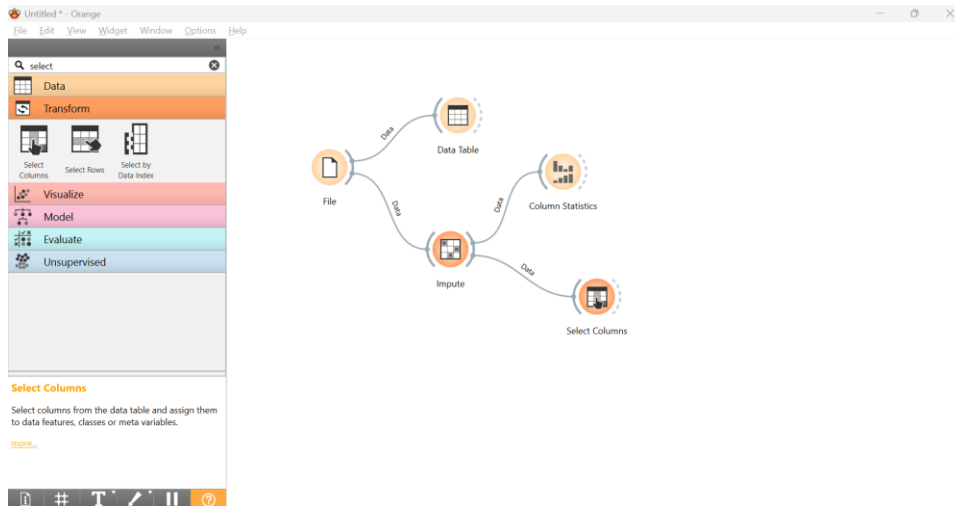 Untitled * - Orange
File Edit View Widget Window Options Help
select
Data
Transform
Select Columns
Select Rows
Select by Data Index
Visualize
Model
Evaluate
Unsupervised
Select Columns
Select columns from the data table and assign them
to data features, classes or meta variables.
more...
File
Data
Data Table
Data
Impute
Data
Column Statistics
Data
Select Columns